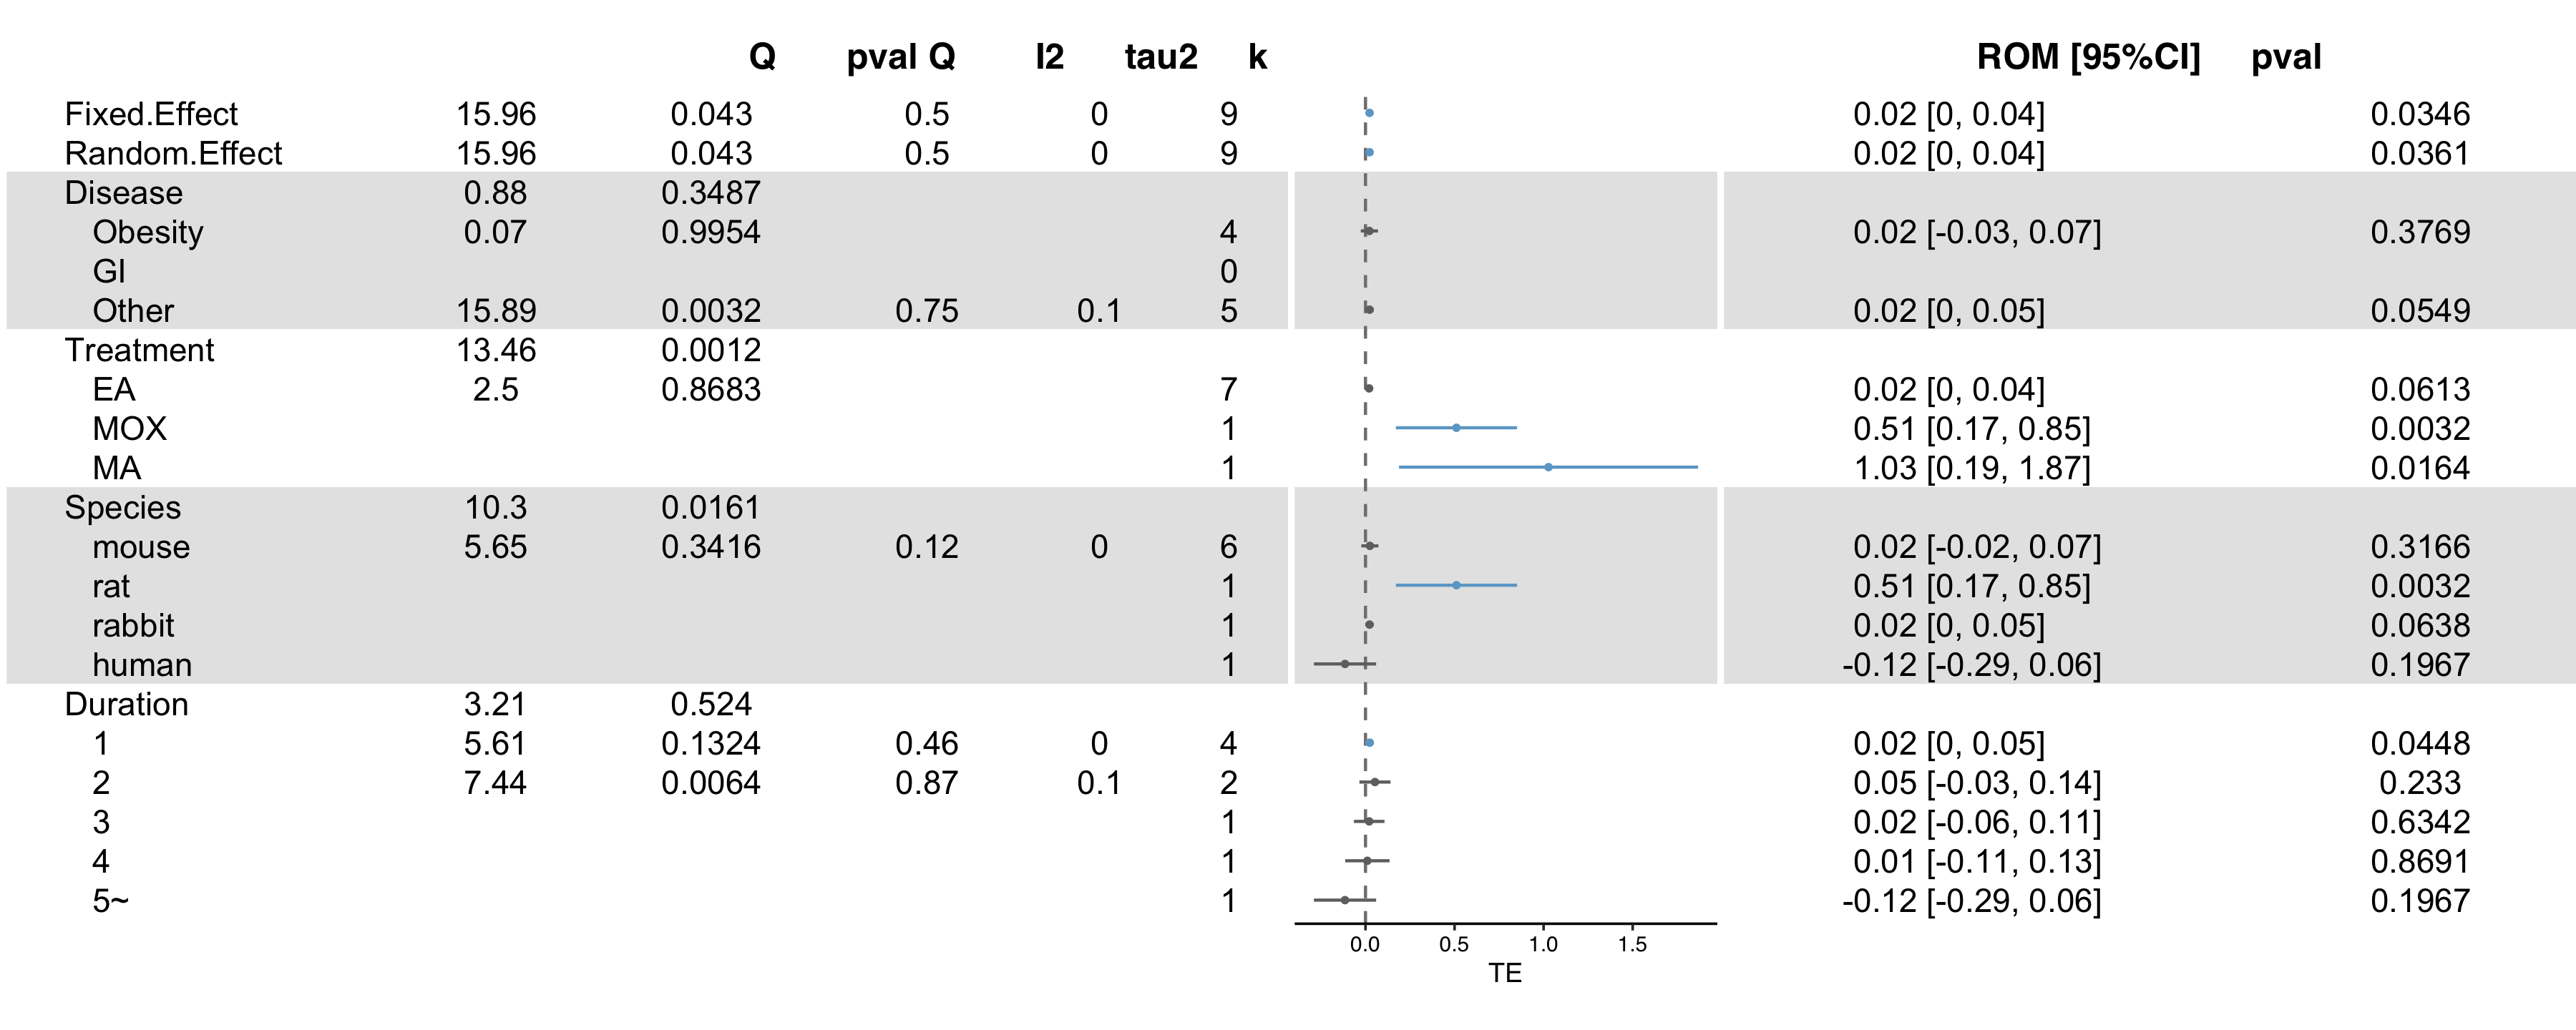 Q pval Q I2 tau2 k ROM [95%CI] pval
Fixed.Effect 15.96 0.043 0.5 0 9 0.02 [0, 0.04] 0.0346
Random.Effect 15.96 0.043 0.5 0 9 0.02 [0, 0.04] 0.0361
Disease 0.88 0.3487
Obesity 0.07 0.9954 4 0.02 [-0.03, 0.07] 0.3769
GI 0
Other 15.89 0.0032 0.75 0.1 5 0.02 [0, 0.05] 0.0549
Treatment 13.46 0.0012
EA 2.5 0.8683 7 0.02 [0, 0.04] 0.0613
MOX 1 0.51 [0.17, 0.85] 0.0032
MA 1 1.03 [0.19, 1.87] 0.0164
Species 10.3 0.0161
mouse 5.65 0.3416 0.12 0 6 0.02 [-0.02, 0.07] 0.3166
rat 1 0.51 [0.17, 0.85] 0.0032
rabbit 1 0.02 [0, 0.05] 0.0638
human 1 -0.12 [-0.29, 0.06] 0.1967
Duration 3.21 0.524
1 5.61 0.1324 0.46 0 4 0.02 [0, 0.05] 0.0448
2 7.44 0.0064 0.87 0.1 2 0.05 [-0.03, 0.14] 0.233
3 1 0.02 [-0.06, 0.11] 0.6342
4 1 0.01 [-0.11, 0.13] 0.8691
5~ 1 -0.12 [-0.29, 0.06] 0.1967
0.0 0.5 1.0 1.5
TE